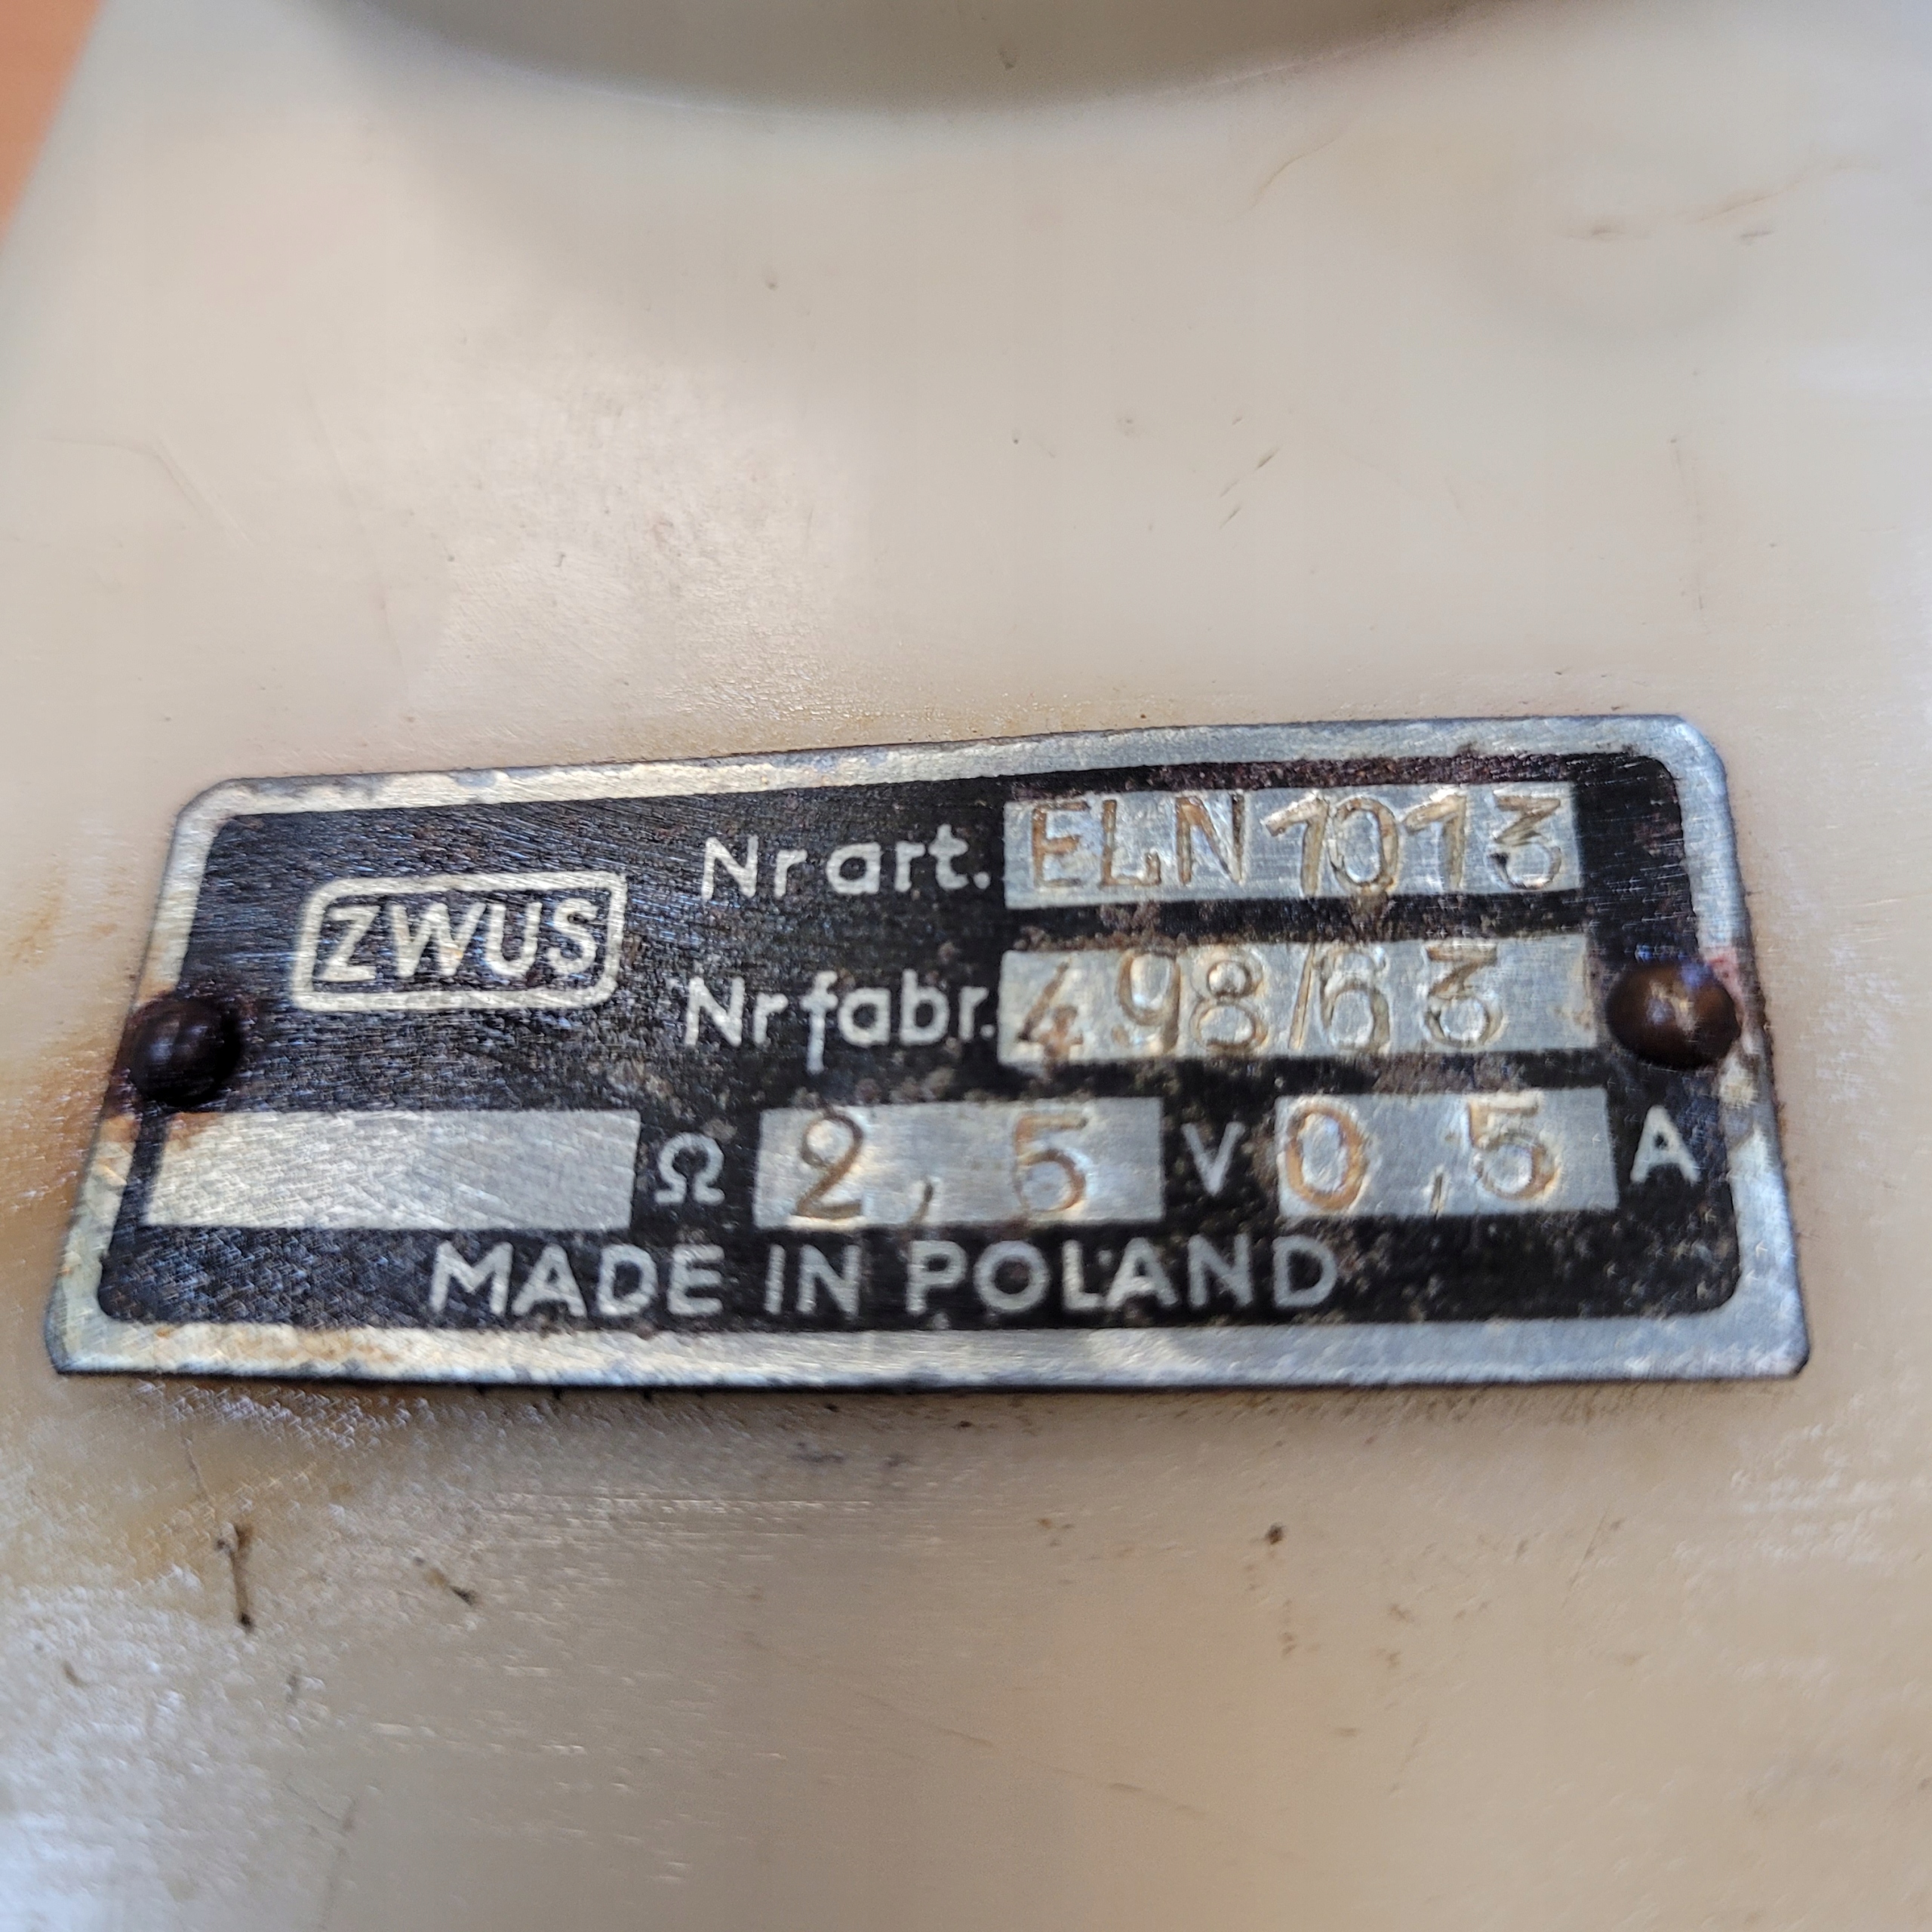 ZWUS
Nr art. ELN 1013
Nr fabr. 498/63
Ω 2,5 V 0,5 A
MADE IN POLAND